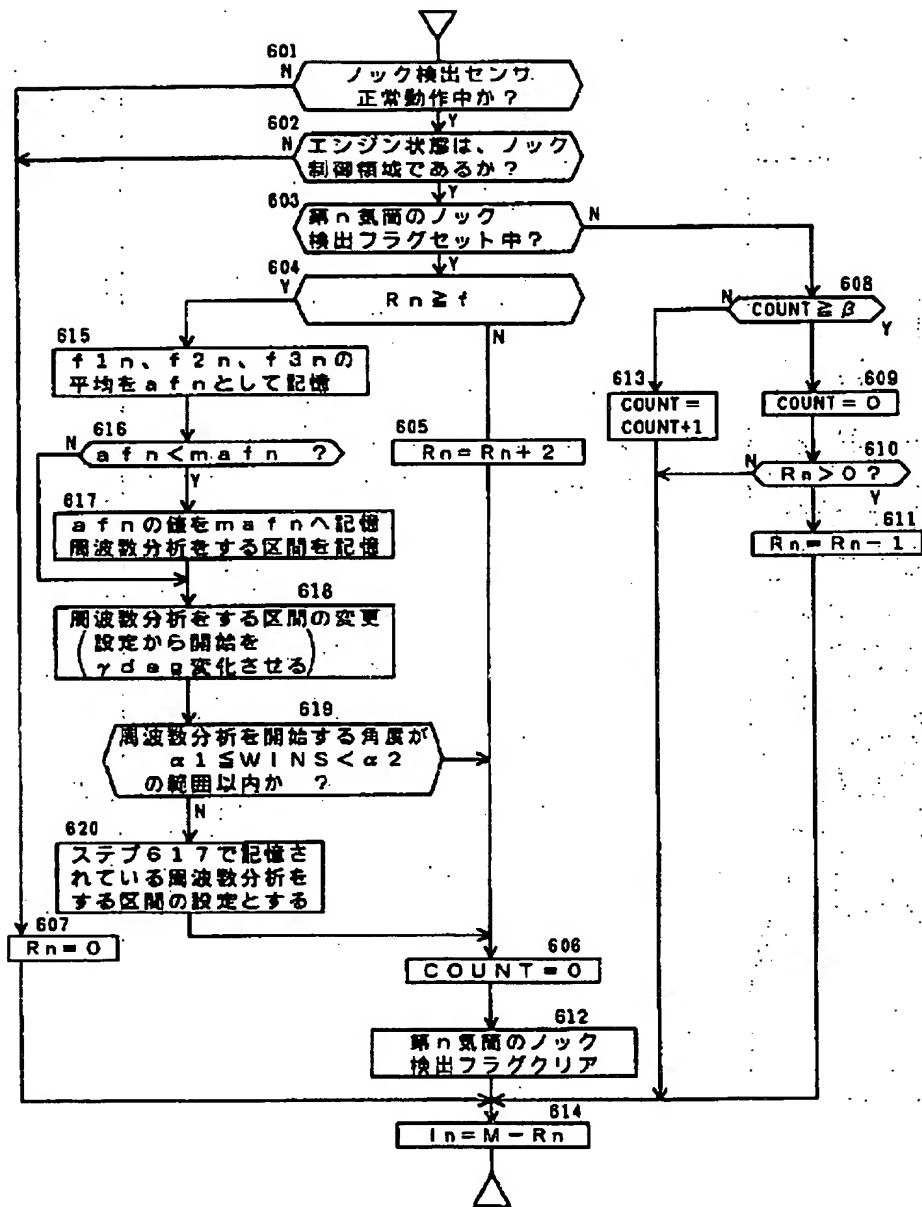 601
N
ノック検出センサ
正常動作中か?
Y
602
N
エンジン状態は、ノック
制御領域であるか?
Y
603
第n気筒のノック
検出フラグセット中?
N
Y
604
Y
Rn≧f
N
608
N
COUNT≧β
Y
615
f1n、f2n、f3nの
平均をafnとして記憶
613
COUNT=
COUNT+1
609
COUNT=0
616
N
afn<mafn ?
Y
605
Rn=Rn+2
610
N
Rn>0?
Y
617
afnの値をmafnへ記憶
周波数分析をする区間を記憶
611
Rn=Rn-1
618
周波数分析をする区間の変更
(設定から開始を
γdeg変化させる)
619
周波数分析を開始する角度が
α1≦WINS<α2
の範囲以内か ?
N
620
ステプ617で記憶さ
れている周波数分析を
する区間の設定とする
607
Rn=0
606
COUNT=0
612
第n気筒のノック
検出フラグクリア
614
In=M-Rn